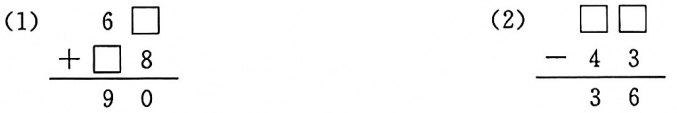 (1) 6 □
+ □ 8
9 0
(2) □ □
− 4 3
3 6